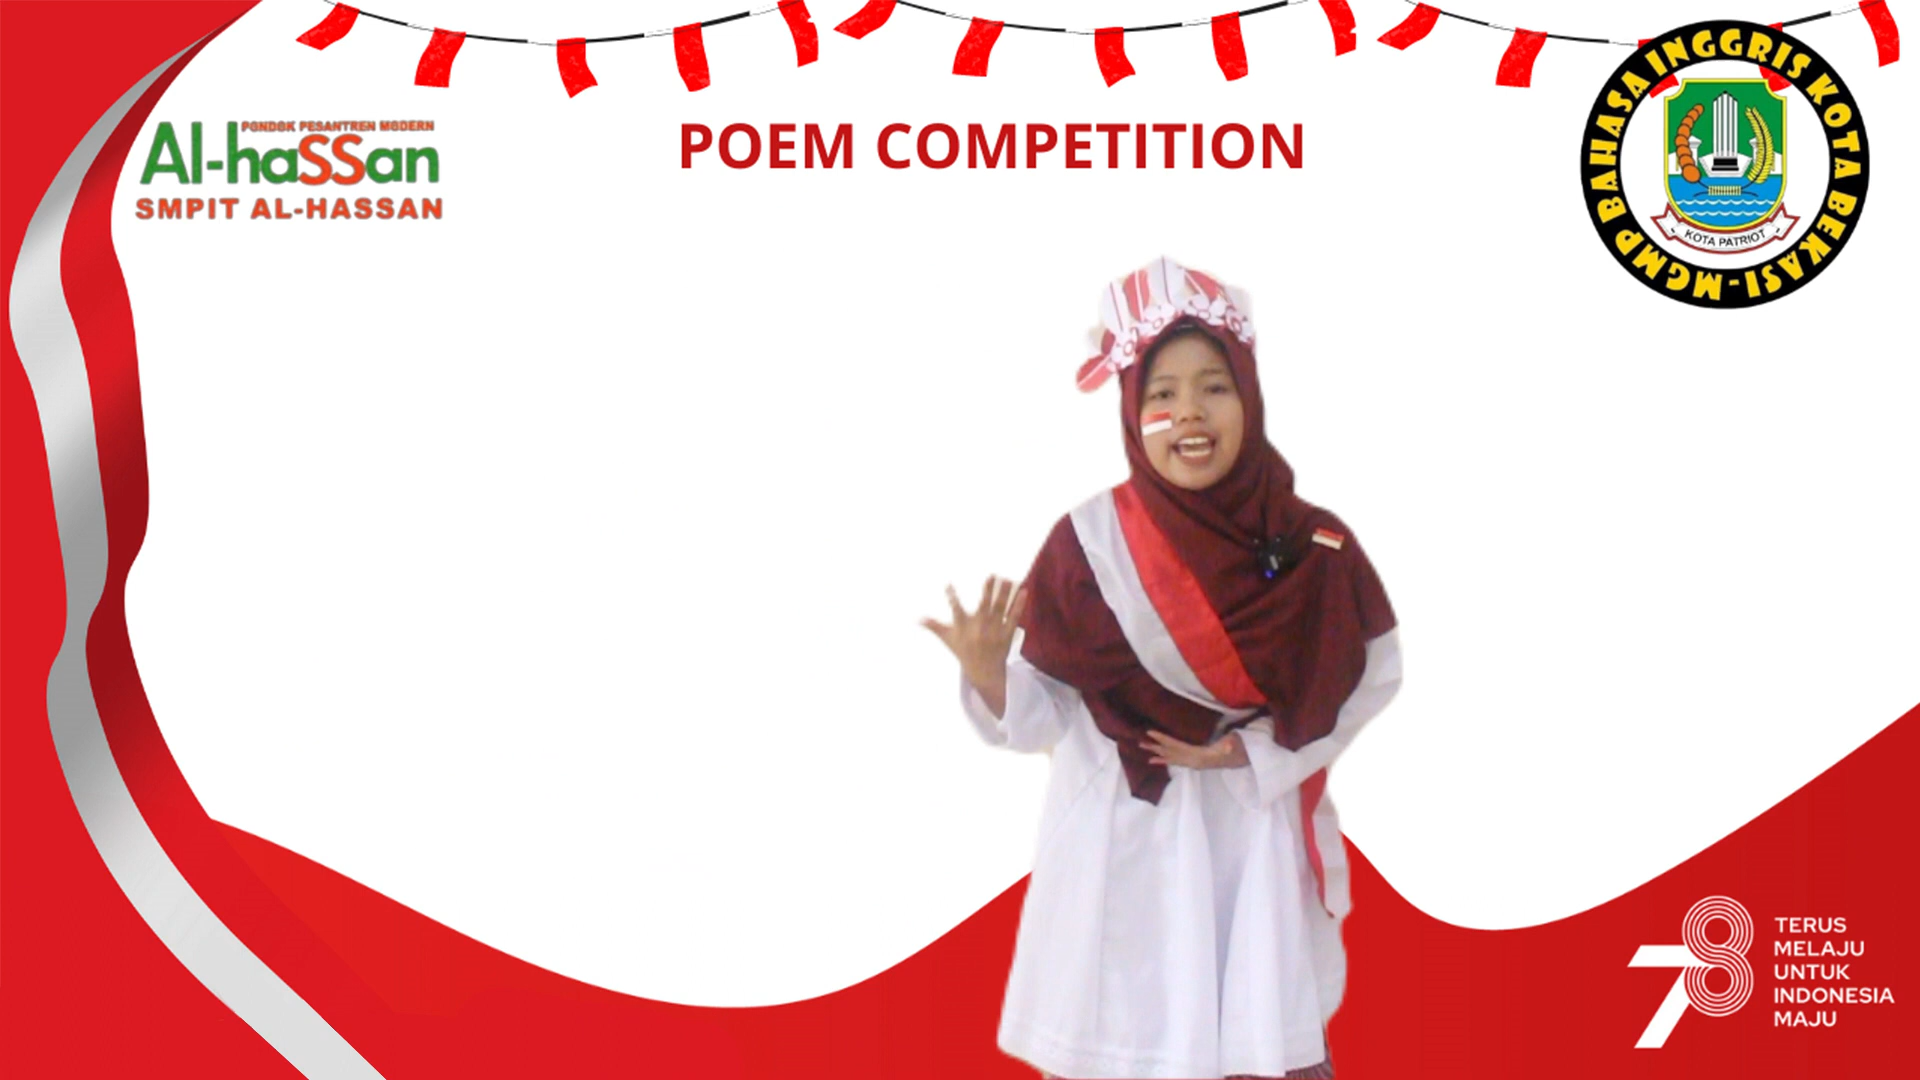 PONDOK PESANTREN MODERN
Al-haSSan
SMPIT AL-HASSAN
POEM COMPETITION
MGMP BAHASA INGGRIS KOTA BEKASI-
KOTA PATRIOT
78
TERUS
MELAJU
UNTUK
INDONESIA
MAJU